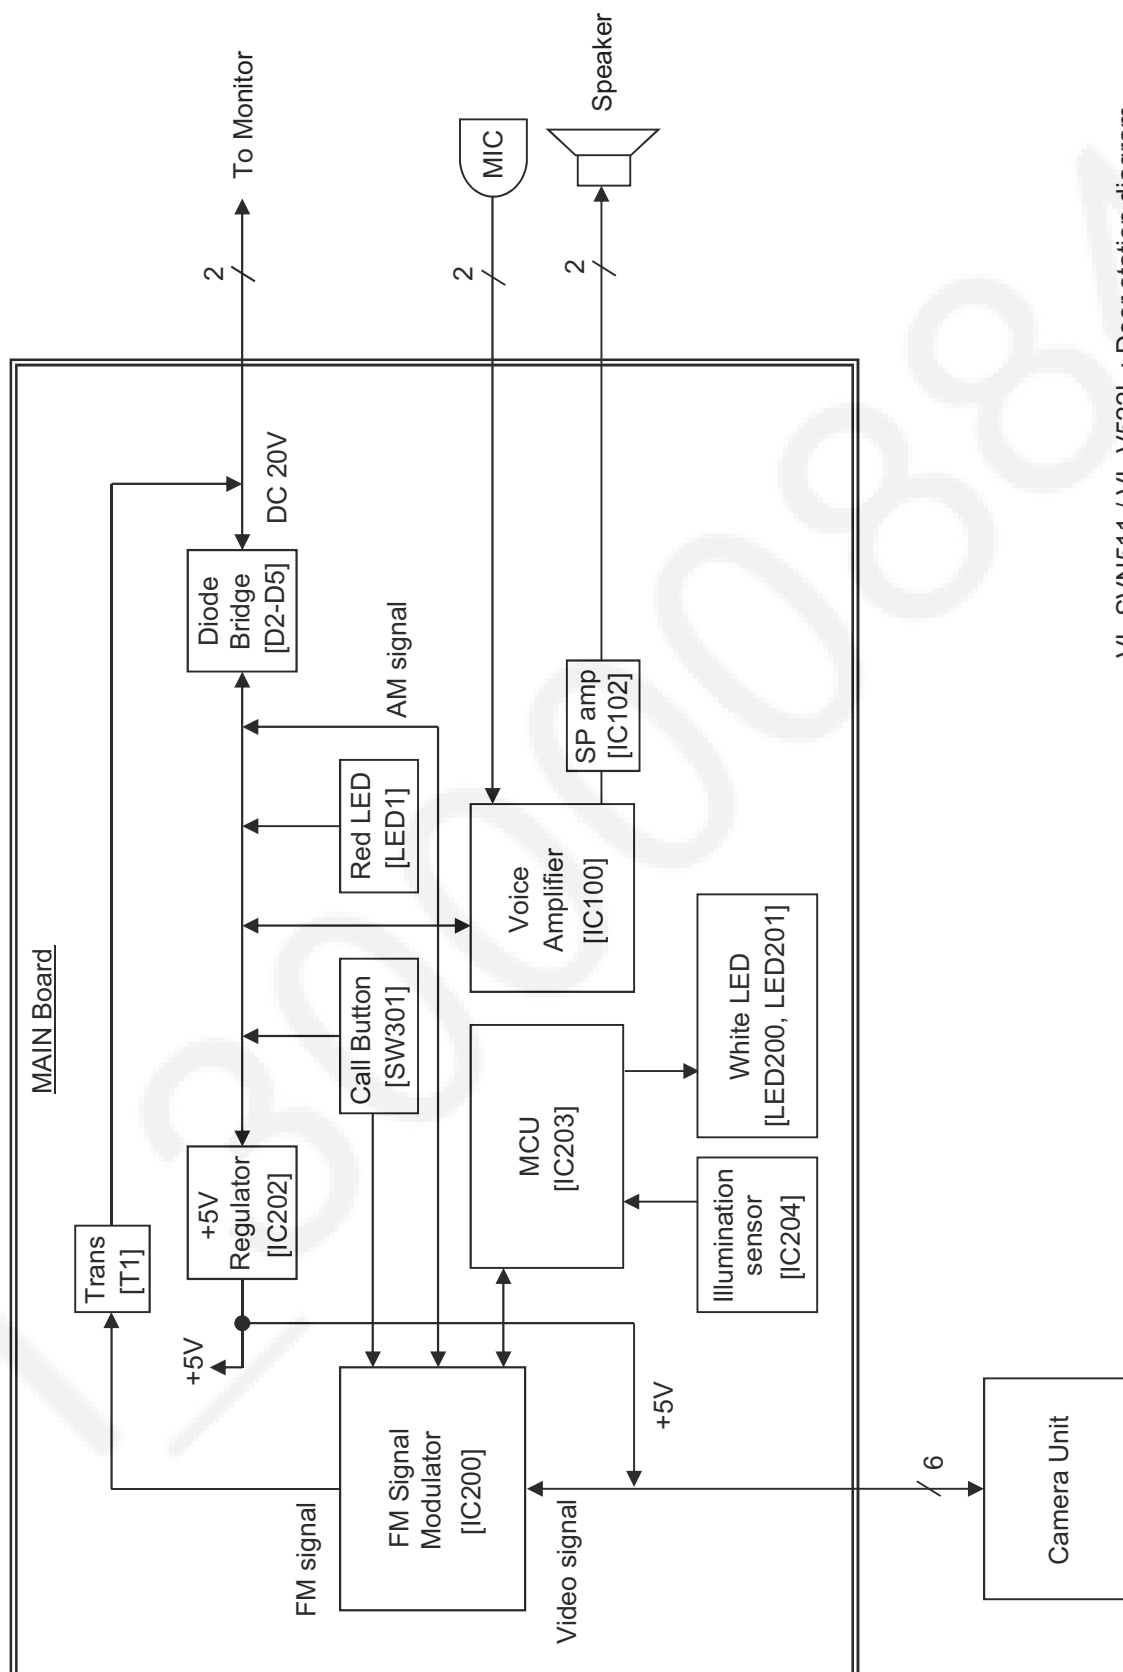 MAIN Board
FM signal
Trans
[T1]
+5V
+5V
Regulator
[IC202]
Diode
Bridge
[D2-D5]
DC 20V
2
To Monitor
FM Signal
Modulator
[IC200]
Call Button
[SW301]
Red LED
[LED1]
AM signal
Video signal
+5V
MCU
[IC203]
Voice
Amplifier
[IC100]
SP amp
[IC102]
2
MIC
2
Speaker
Illumination
sensor
[IC204]
White LED
[LED200, LED201]
6
Camera Unit